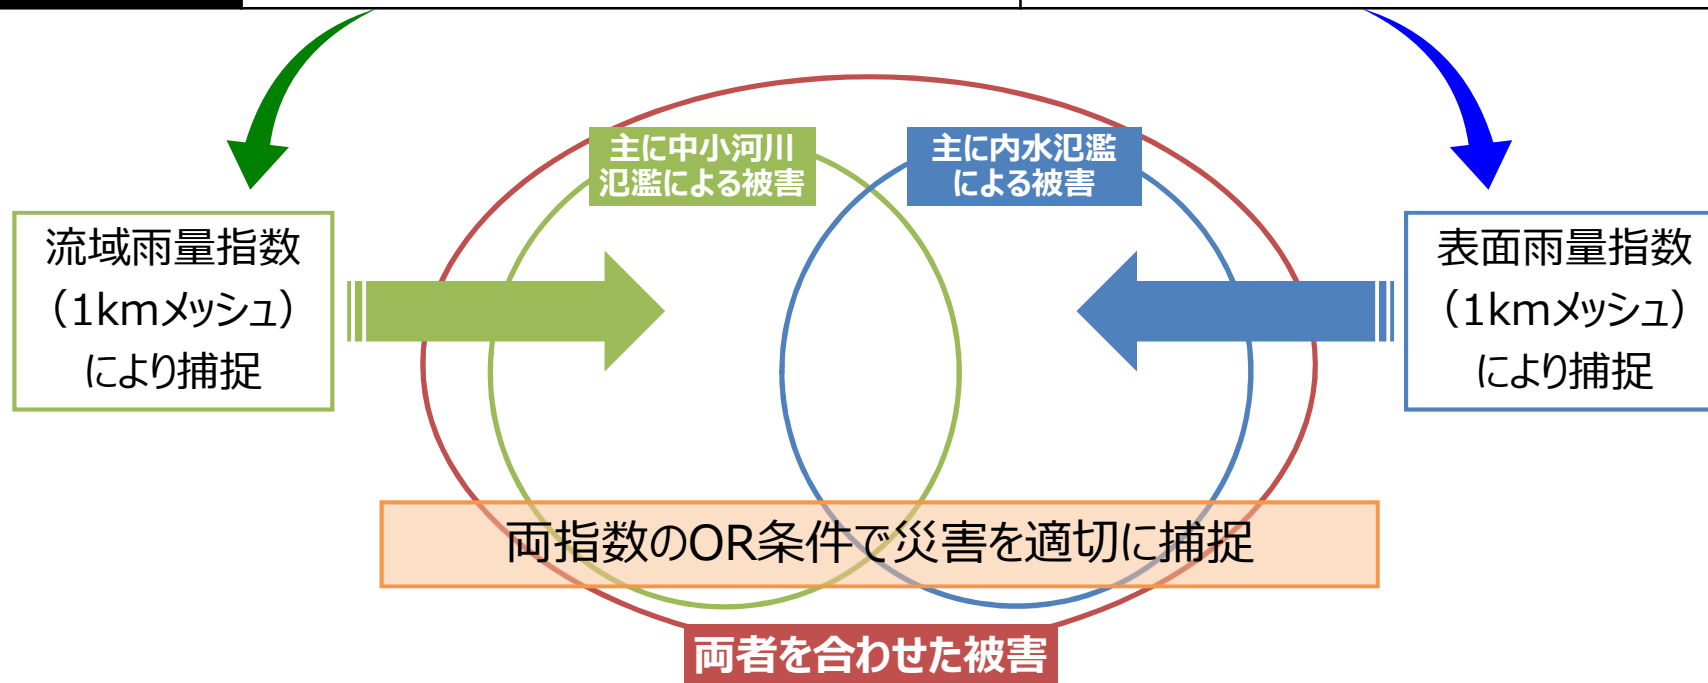 主に中小河川
氾濫による被害
主に内水氾濫
による被害
流域雨量指数
（1kmメッシュ）
により捕捉
表面雨量指数
（1kmメッシュ）
により捕捉
両指数のOR条件で災害を適切に捕捉
両者を合わせた被害